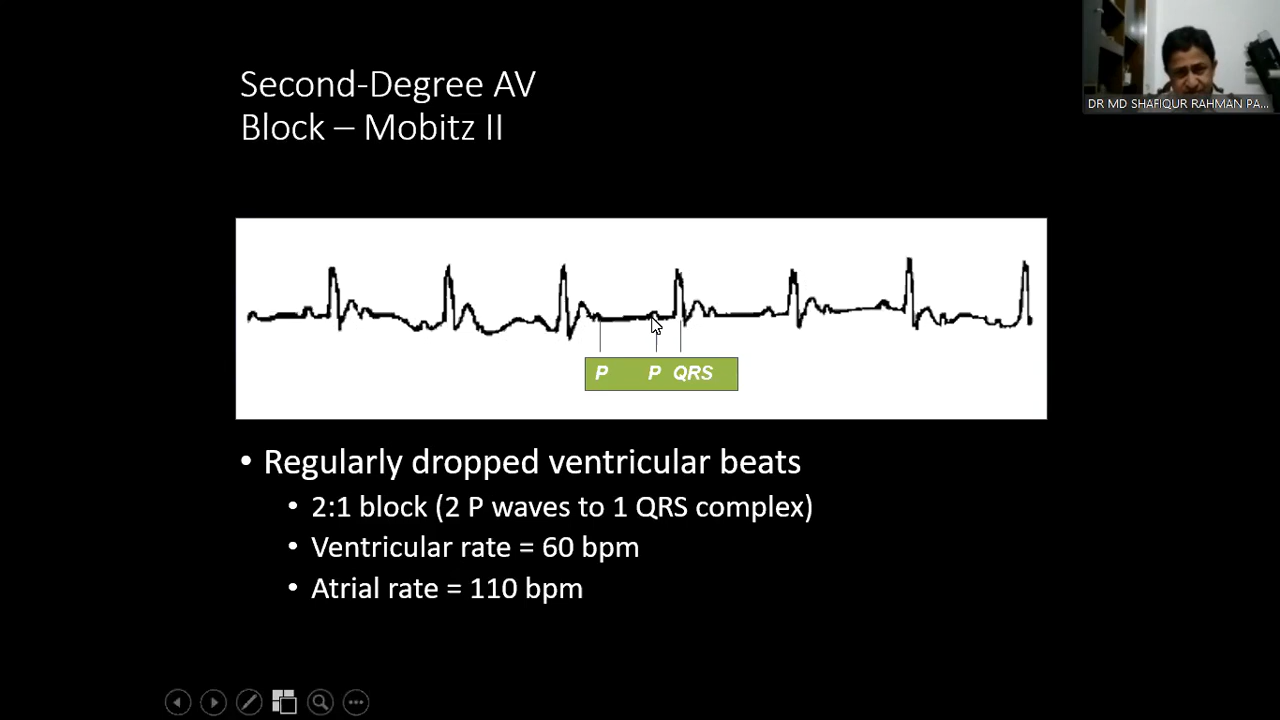 Second-Degree AV
Block – Mobitz II
DR MD SHAFIQUR RAHMAN PA...
P P QRS
• Regularly dropped ventricular beats
• 2:1 block (2 P waves to 1 QRS complex)
• Ventricular rate = 60 bpm
• Atrial rate = 110 bpm